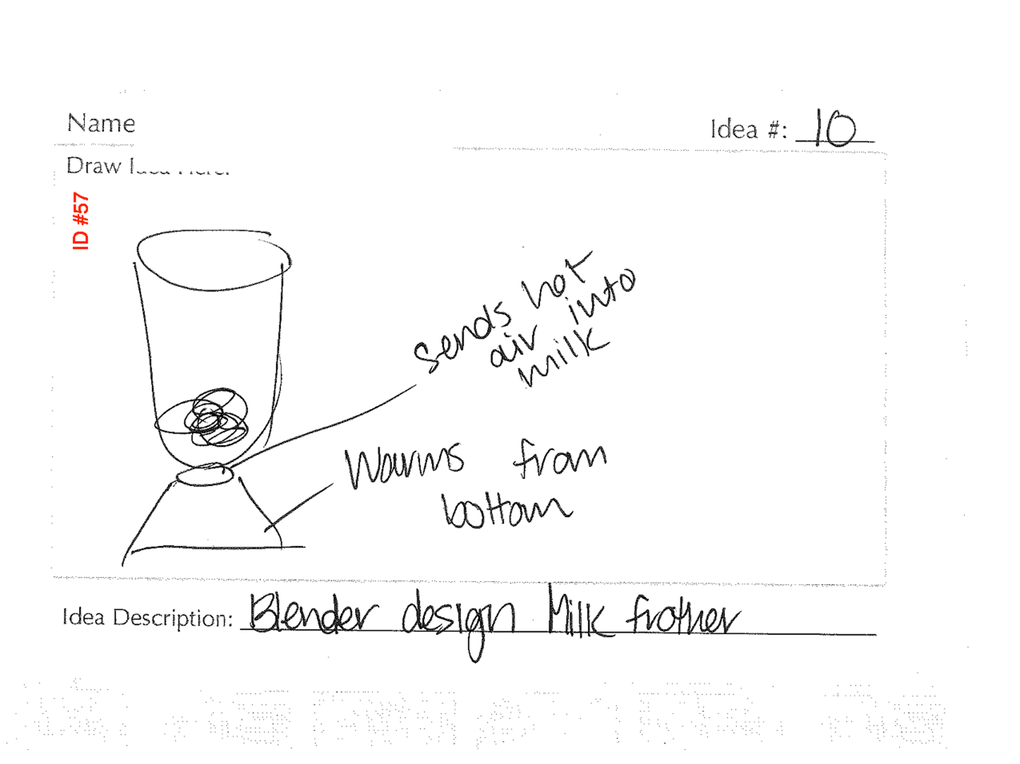 Name
Idea #: 10
Draw Idea Here:
ID #57
sends hot
air into
milk
Warms from
bottom
Idea Description: Blender design Milk frother